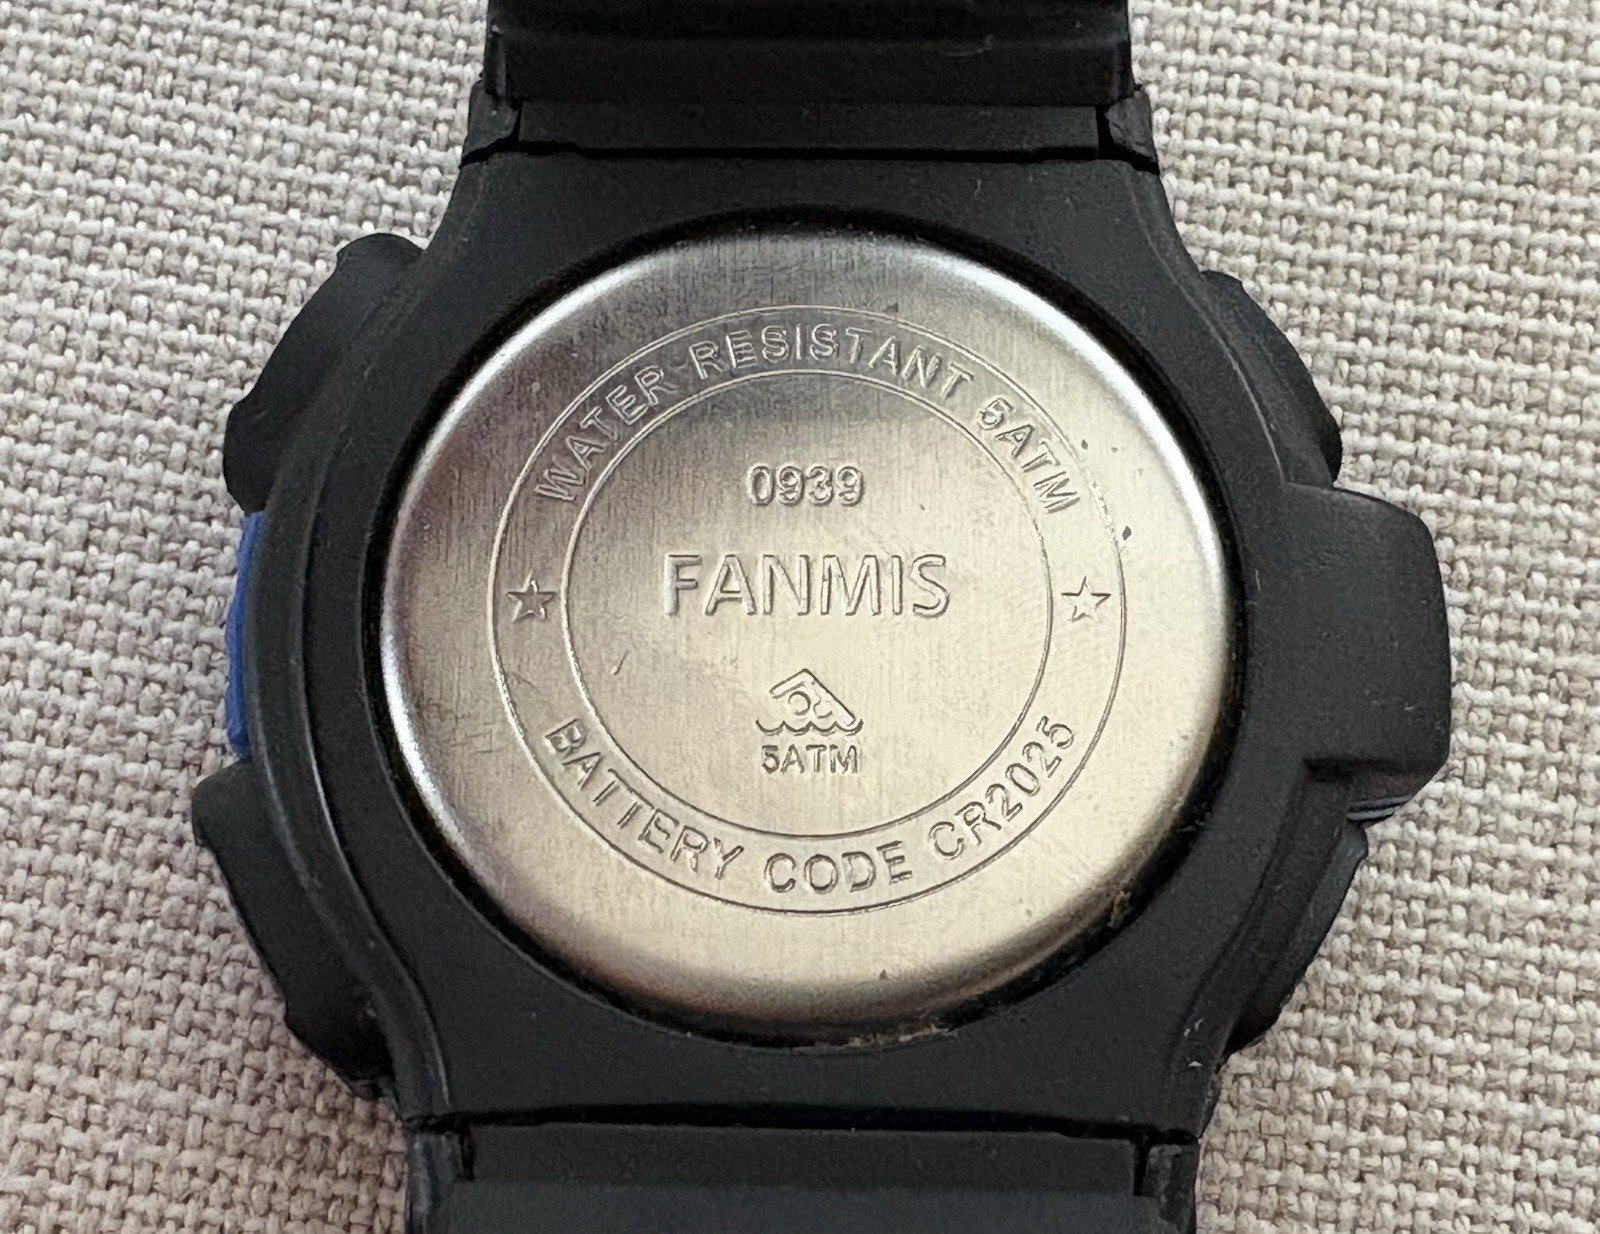 WATER RESISTANT 5ATM
0939
FANMIS
5ATM
BATTERY CODE CR2025